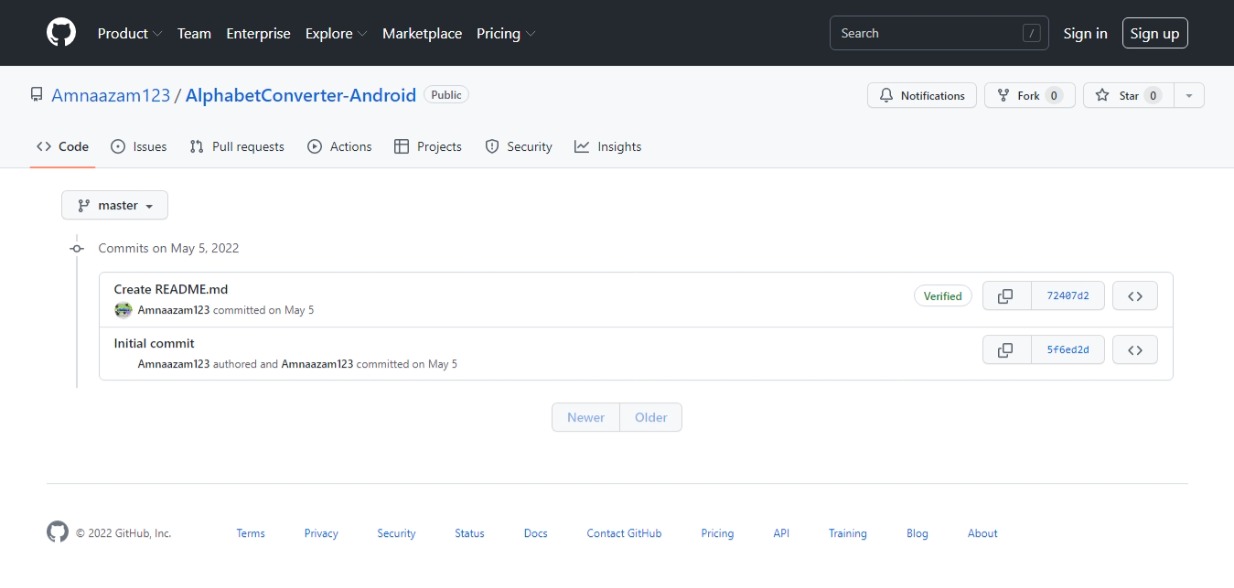 Product Team Enterprise Explore Marketplace Pricing Search / Sign in Sign up
Amnaazam123 / AlphabetConverter-Android Public Notifications Fork 0 Star 0
Code Issues Pull requests Actions Projects Security Insights
master
Commits on May 5, 2022
Create README.md
Amnaazam123 committed on May 5
Verified 72407d2
Initial commit
Amnaazam123 authored and Amnaazam123 committed on May 5
5f6ed2d
Newer Older
© 2022 GitHub, Inc. Terms Privacy Security Status Docs Contact GitHub Pricing API Training Blog About